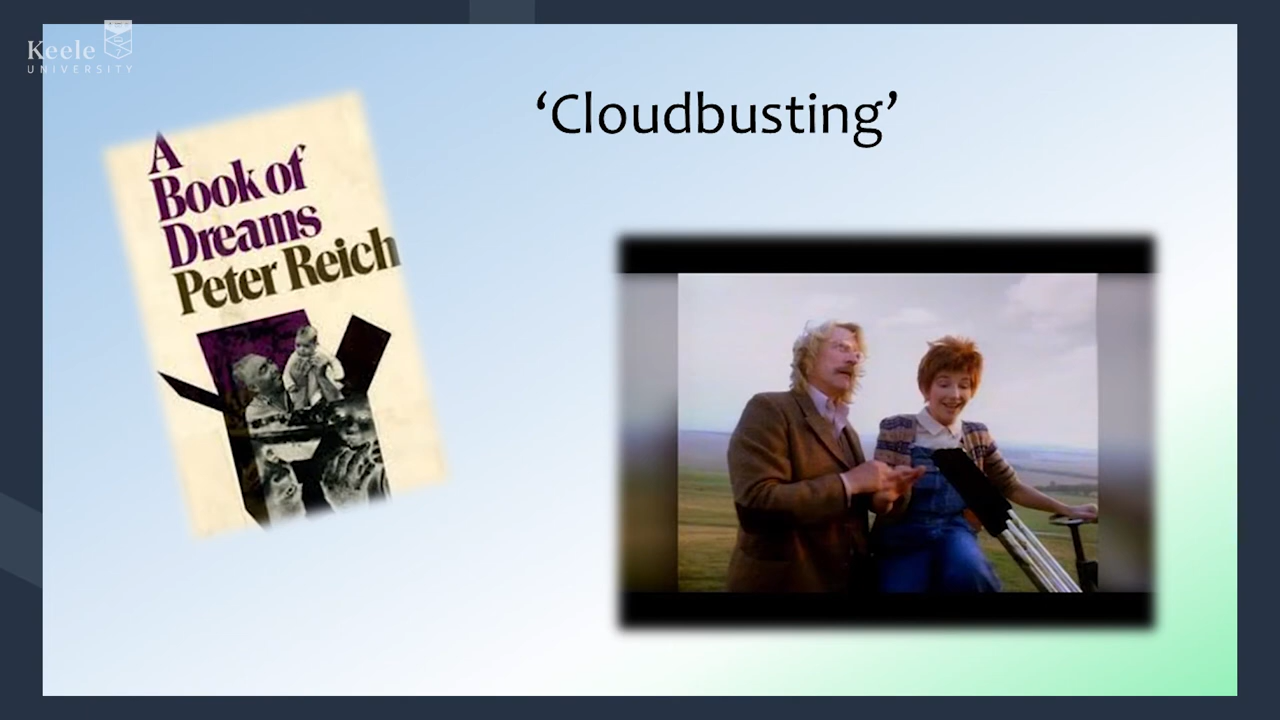 Keele
UNIVERSITY
‘Cloudbusting’
A
Book of
Dreams
Peter Reich